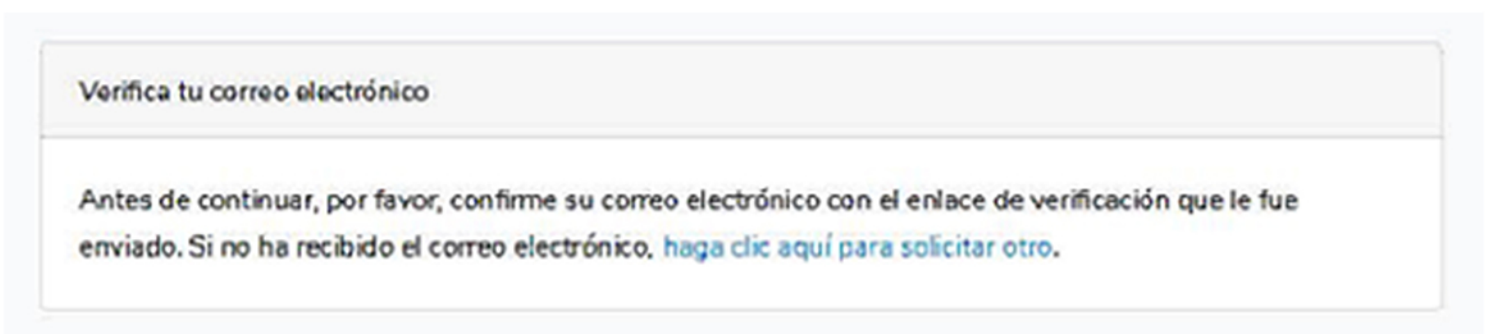 Verifica tu correo electrónico
Antes de continuar, por favor, confirme su correo electrónico con el enlace de verificación que le fue
enviado. Si no ha recibido el correo electrónico, haga clic aquí para solicitar otro.